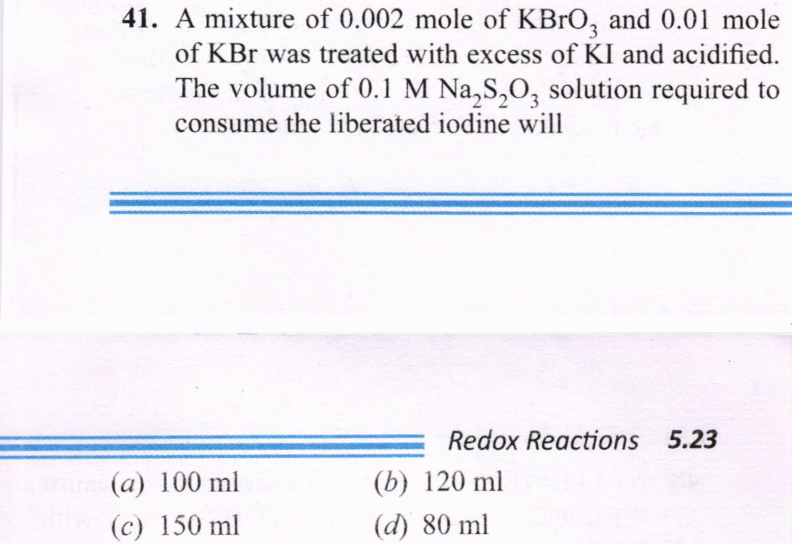 41. A mixture of 0.002 mole of KBrO₃ and 0.01 mole
of KBr was treated with excess of KI and acidified.
The volume of 0.1 M Na₂S₂O₃ solution required to
consume the liberated iodine will
Redox Reactions 5.23
(a) 100 ml (b) 120 ml
(c) 150 ml (d) 80 ml